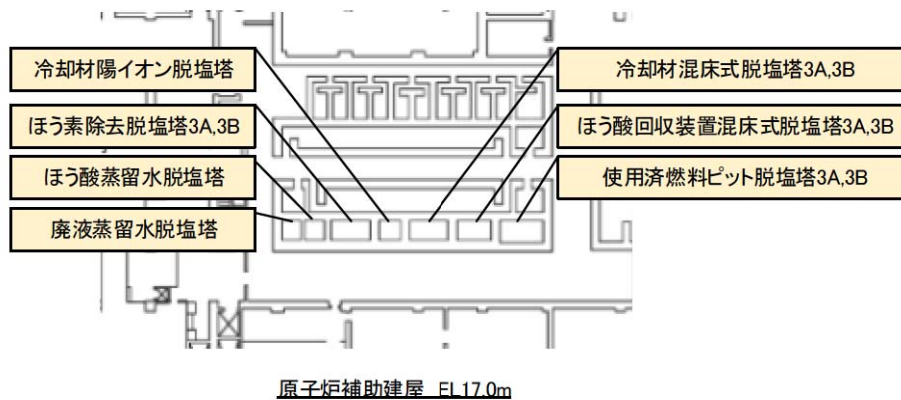 冷却材陽イオン脱塩塔
ほう素除去脱塩塔3A,3B
ほう酸蒸留水脱塩塔
廃液蒸留水脱塩塔
冷却材混床式脱塩塔3A,3B
ほう酸回収装置混床式脱塩塔3A,3B
使用済燃料ピット脱塩塔3A,3B
原子炉補助建屋 EL17.0m